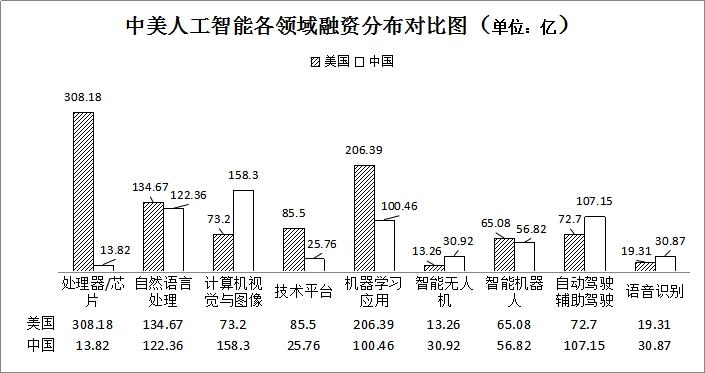 中美人工智能各领域融资分布对比图（单位：亿）
美国 中国
308.18 13.82 134.67 122.36 73.2 158.3 85.5 25.76 206.39 100.46 13.26 30.92 65.08 56.82 72.7 107.15 19.31 30.87
处理器/芯片 自然语言处理 计算机视觉与图像 技术平台 机器学习应用 智能无人机 智能机器人 自动驾驶辅助驾驶 语音识别
美国 308.18 134.67 73.2 85.5 206.39 13.26 65.08 72.7 19.31
中国 13.82 122.36 158.3 25.76 100.46 30.92 56.82 107.15 30.87